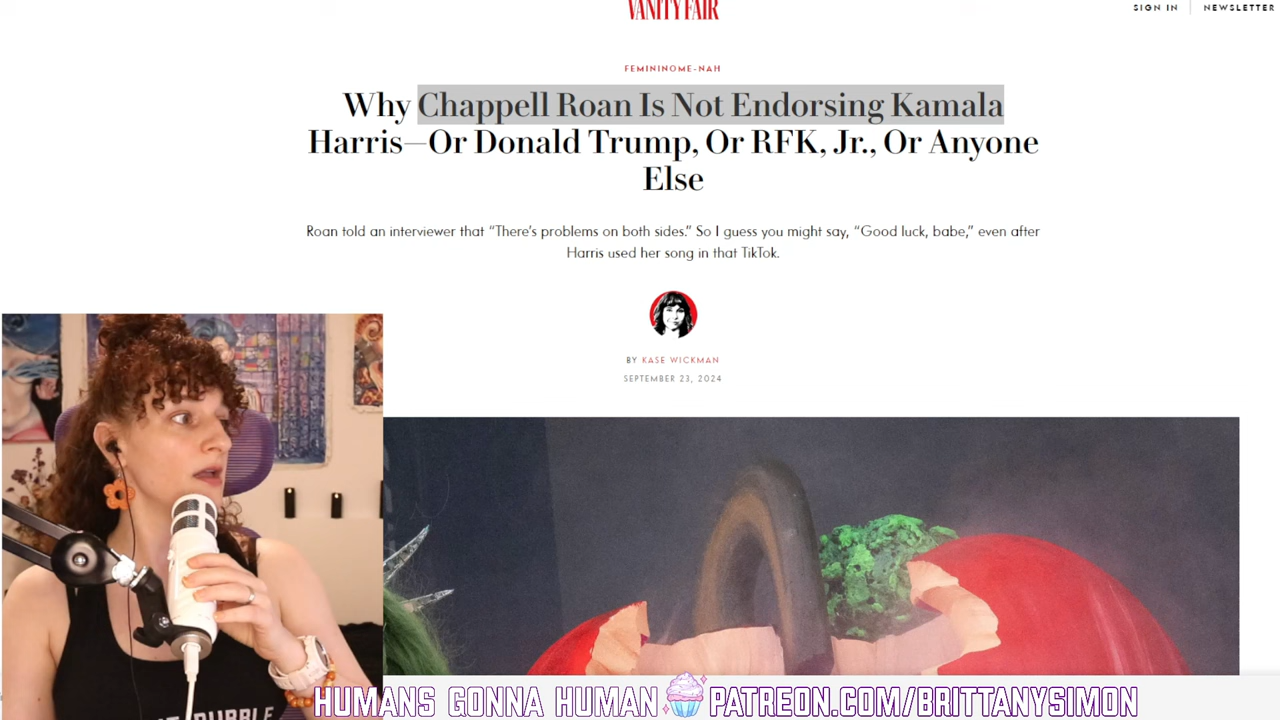 VANITY FAIR
SIGN IN
NEWSLETTER
FEMININOME-NAH
Why Chappell Roan Is Not Endorsing Kamala
Harris—Or Donald Trump, Or RFK, Jr., Or Anyone
Else
Roan told an interviewer that “There’s problems on both sides.” So I guess you might say, “Good luck, babe,” even after
Harris used her song in that TikTok.
BY KASE WICKMAN
SEPTEMBER 23, 2024
HUMANS GONNA HUMAN PATREON.COM/BRITTANYSIMON